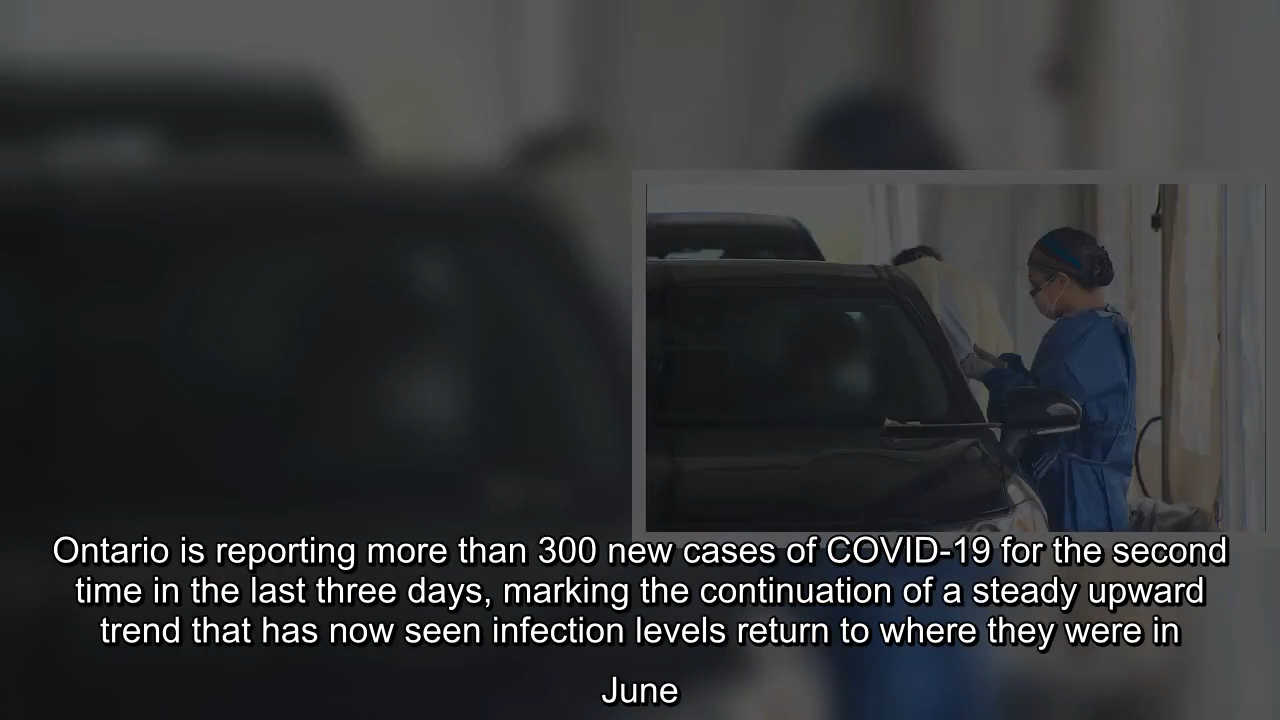 Ontario is reporting more than 300 new cases of COVID-19 for the second
time in the last three days, marking the continuation of a steady upward
trend that has now seen infection levels return to where they were in
June